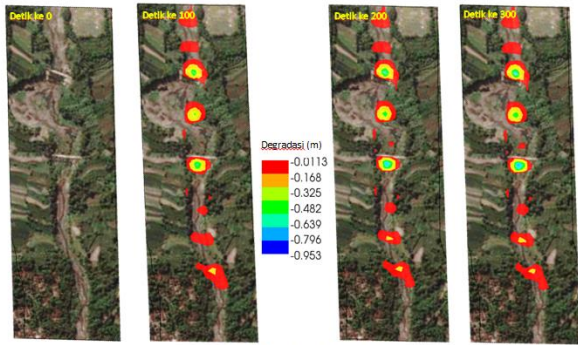 Detik ke 0
Detik ke 100
Detik ke 200
Detik ke 300
Degradasi (m)
-0.0113
-0.168
-0.325
-0.482
-0.639
-0.796
-0.953